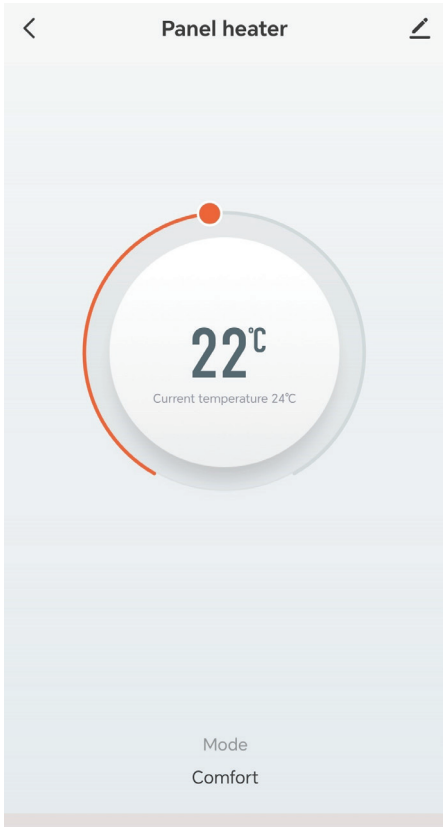 Panel heater
22℃
Current temperature 24℃
Mode
Comfort